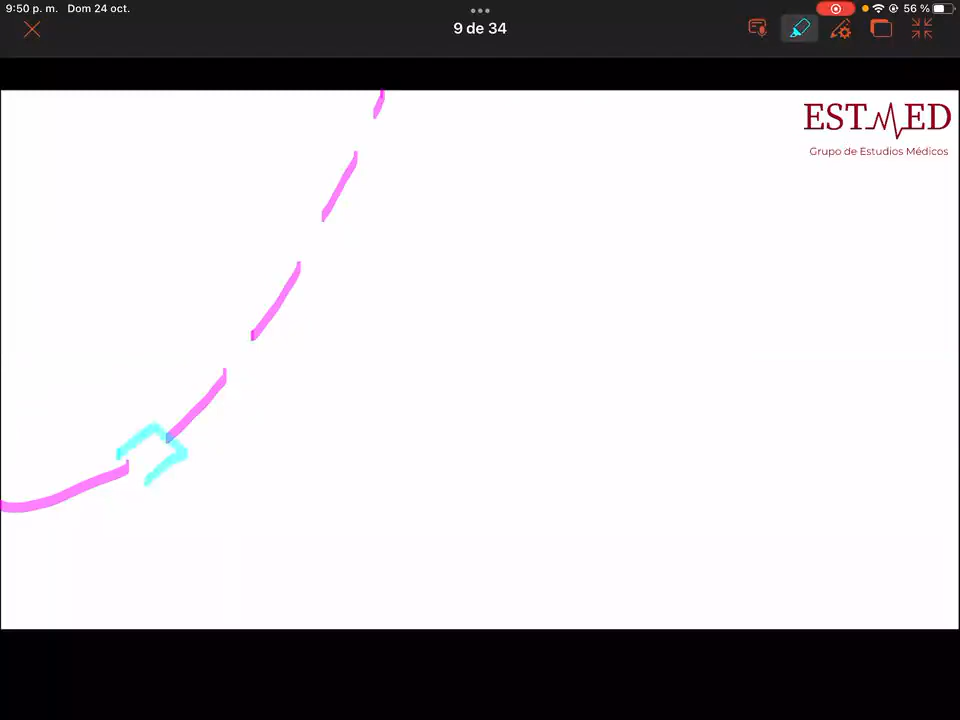 9:50 p. m. Dom 24 oct.
56 %
9 de 34
ESTMED
Grupo de Estudios Médicos